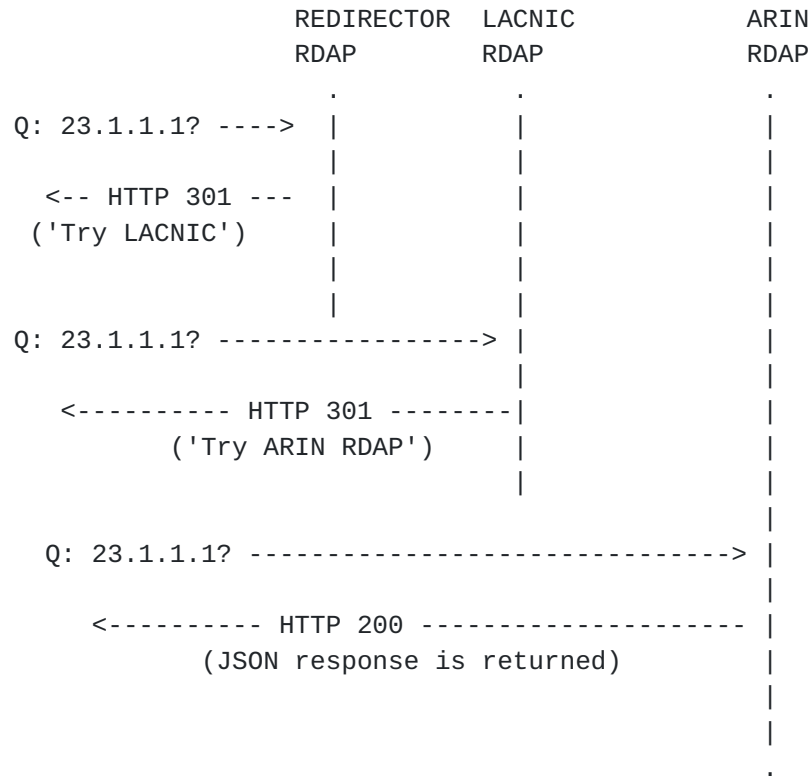 REDIRECTOR LACNIC ARIN
RDAP RDAP RDAP
. . .
Q: 23.1.1.1? ----> | | |
| | |
<-- HTTP 301 --- | | |
('Try LACNIC') | | |
| | |
| | |
Q: 23.1.1.1? -----------------> | |
| |
<---------- HTTP 301 --------| |
('Try ARIN RDAP') | |
| |
|
Q: 23.1.1.1? -------------------------------> |
|
<---------- HTTP 200 --------------------- |
(JSON response is returned) |
|
|
.